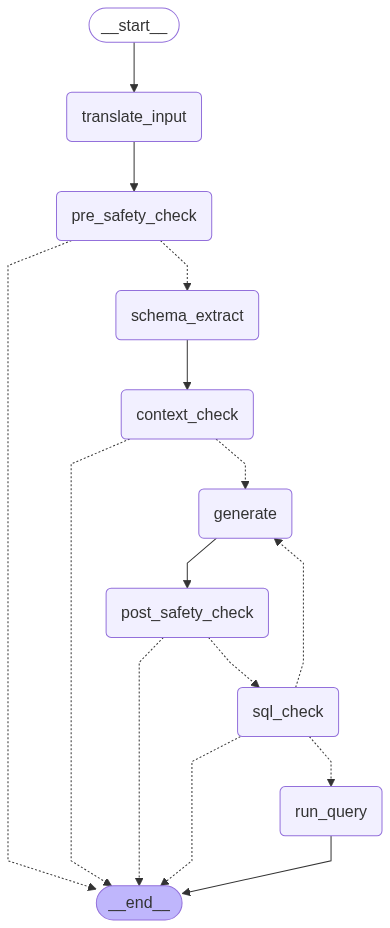 __start__
translate_input
pre_safety_check
schema_extract
context_check
generate
post_safety_check
sql_check
run_query
__end__